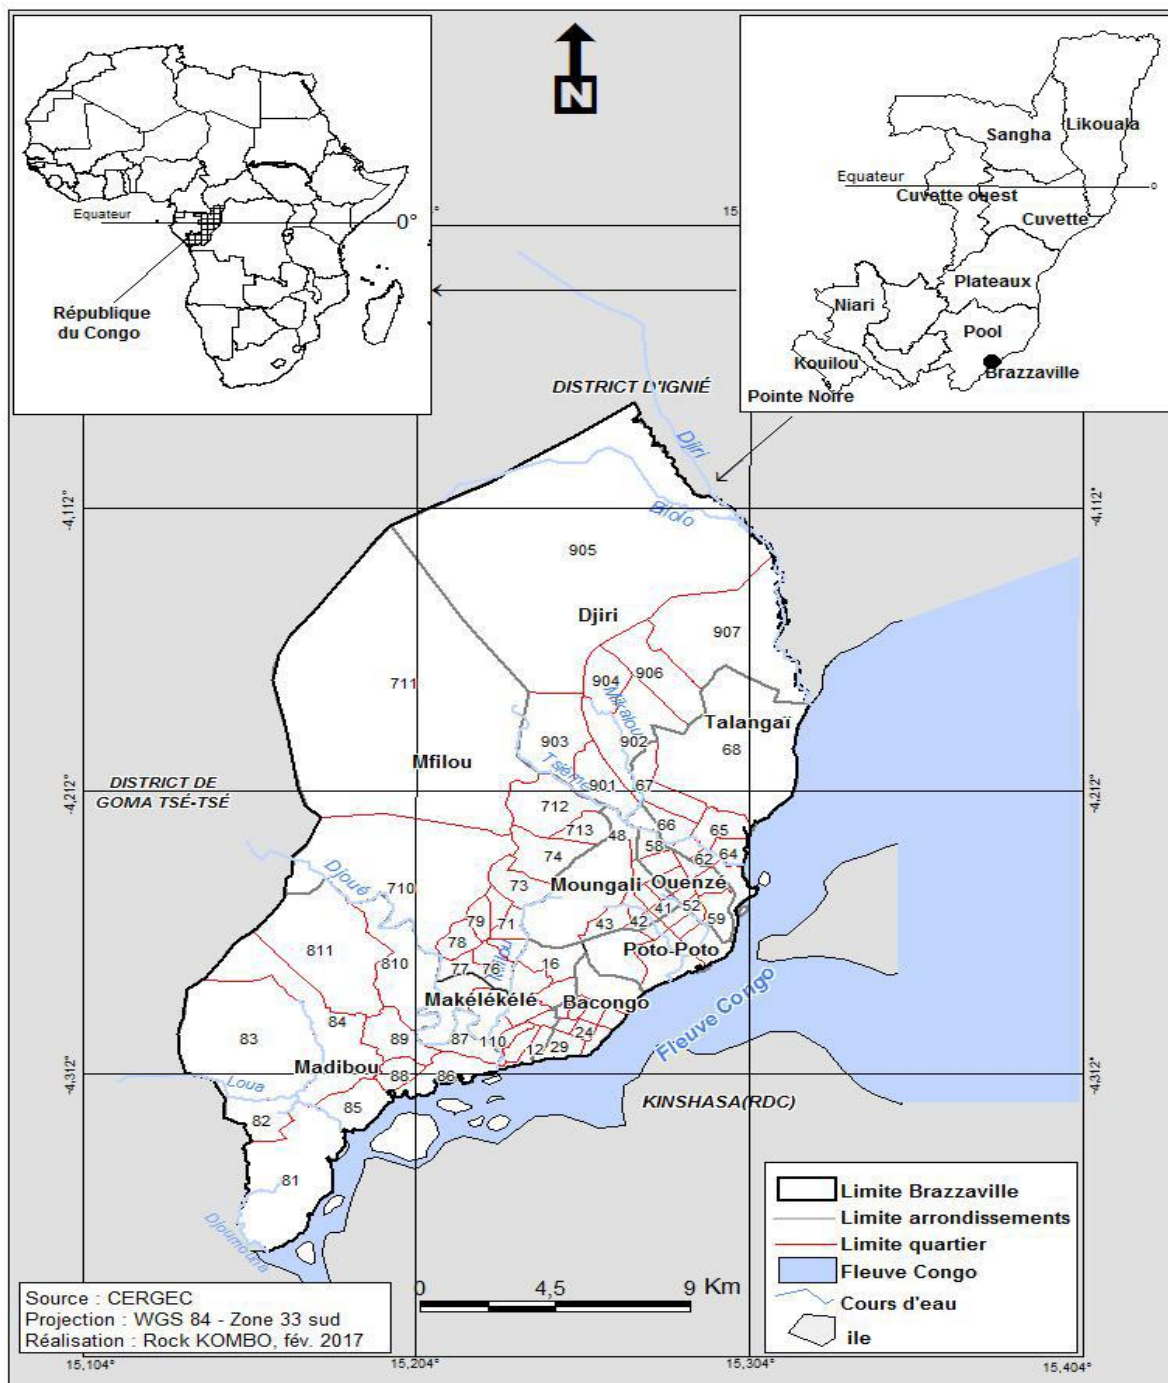 N
Equateur
0°
République
du Congo
Sangha
Likouala
Equateur
0
Cuvette ouest
Cuvette
Plateaux
Niari
Pool
Kouilou
Brazzaville
Pointe Noire
15
DISTRICT D'IGNIÉ
Djiri
-4,112°
-4,112°
Bilolo
905
Djiri
907
906
904
711
Mikalou
Talangaï
903
902
68
Mfilou
Tsiémé
DISTRICT DE
GOMA TSÉ-TSÉ
901
67
-4,212°
-4,212°
712
66
65
713
48
58
64
62
74
Djoué
Moungali
Ouenzé
710
73
41
52
79
71
43
42
59
78
811
810
Poto-Poto
77
76
16
Makélékélé
Bacongo
Fleuve Congo
84
83
89
87
110
12
29
24
Madibou
88
86
-4,312°
-4,312°
Loua
85
KINSHASA(RDC)
82
81
Djoumouna
Limite Brazzaville
Limite arrondissements
Limite quartier
Fleuve Congo
Cours d'eau
ile
0
4,5
9 Km
Source : CERGEC
Projection : WGS 84 - Zone 33 sud
Réalisation : Rock KOMBO, fév. 2017
15,104°
15,204°
15,304°
15,404°